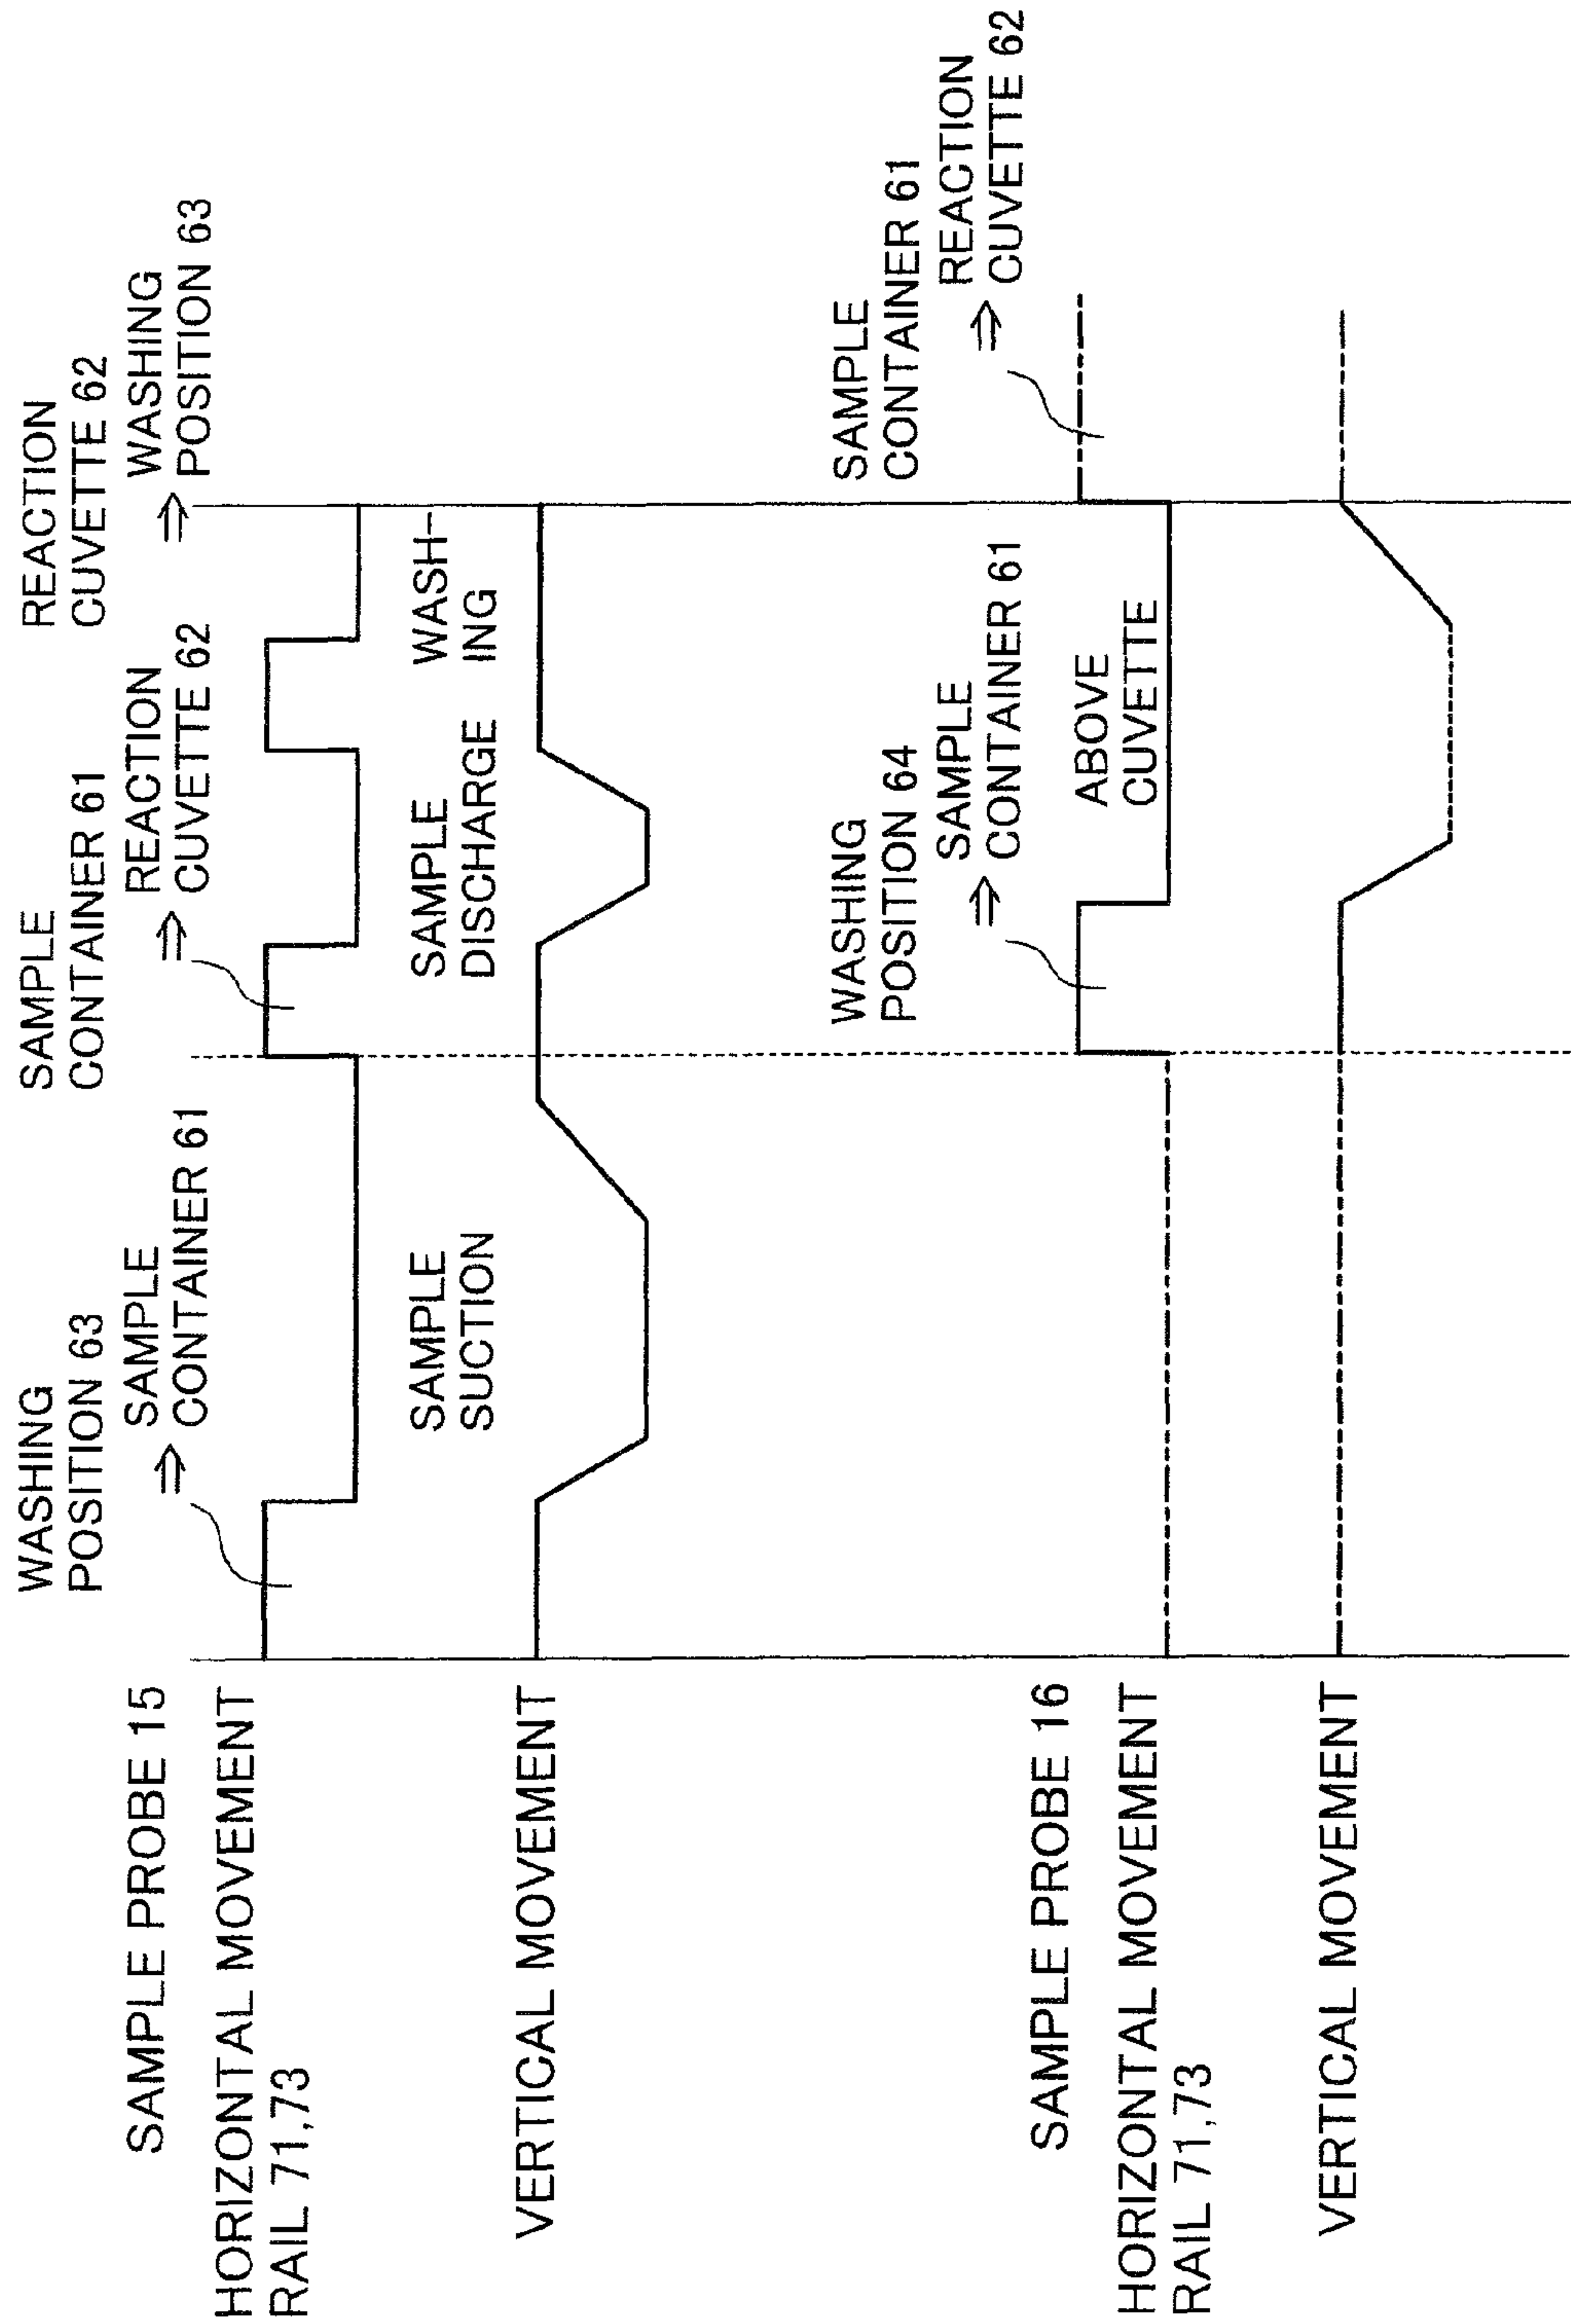 WASHING
POSITION 63
⇒ SAMPLE
CONTAINER 61
SAMPLE
CONTAINER 61
⇒ REACTION
CUVETTE 62
REACTION
CUVETTE 62
⇒ WASHING
POSITION 63
SAMPLE PROBE 15
HORIZONTAL MOVEMENT
RAIL 71,73
SAMPLE
SUCTION
SAMPLE
DISCHARGE
WASH-
ING
VERTICAL MOVEMENT
WASHING
POSITION 64
⇒ SAMPLE
CONTAINER 61
SAMPLE
CONTAINER 61
⇒ REACTION
CUVETTE 62
SAMPLE PROBE 16
HORIZONTAL MOVEMENT
RAIL 71,73
ABOVE
CUVETTE
VERTICAL MOVEMENT